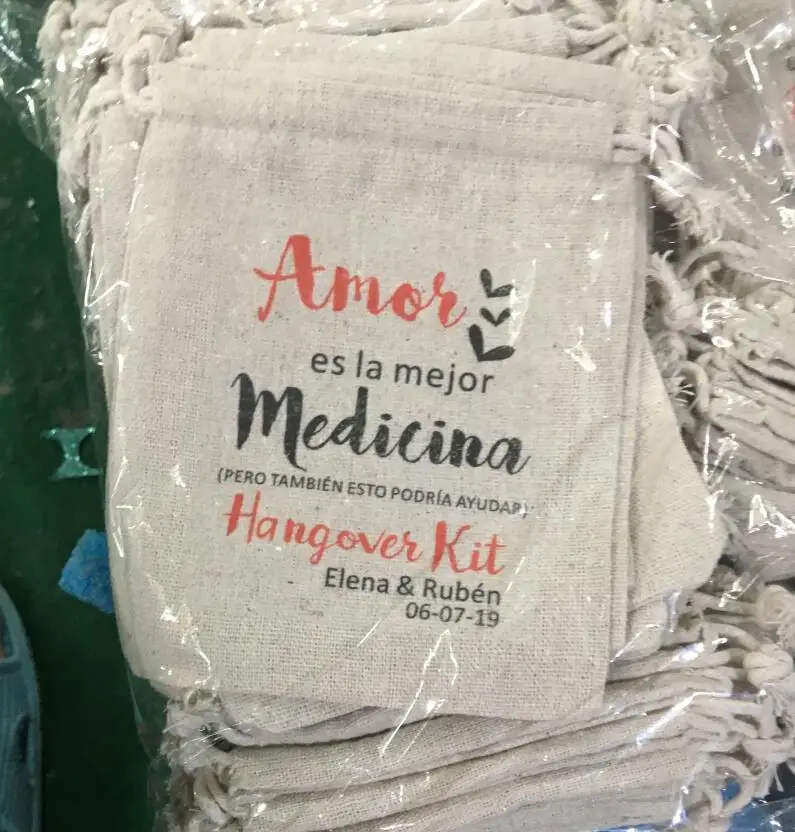 Amor
es la mejor
Medicina
(PERO TAMBIÉN ESTO PODRÍA AYUDAR)
Hangover Kit
Elena & Rubén
06-07-19